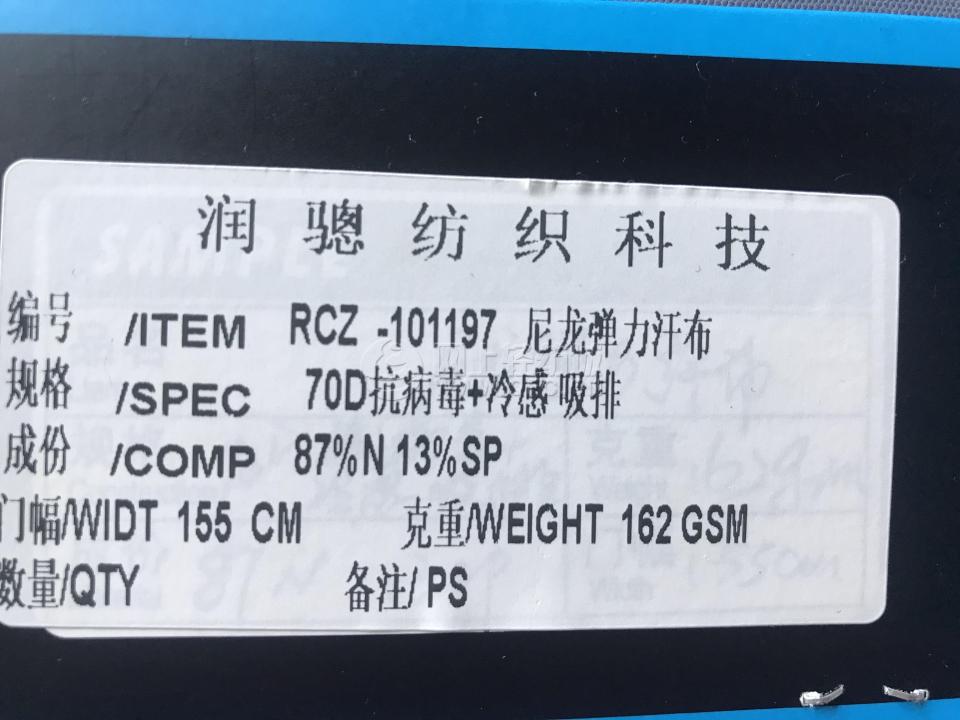 润骢纺织科技
编号/ITEM RCZ -101197 尼龙弹力汗布
规格/SPEC 70D抗病毒+冷感 吸排
成份/COMP 87%N 13%SP
门幅/WIDT 155 CM 克重/WEIGHT 162 GSM
数量/QTY 备注/ PS